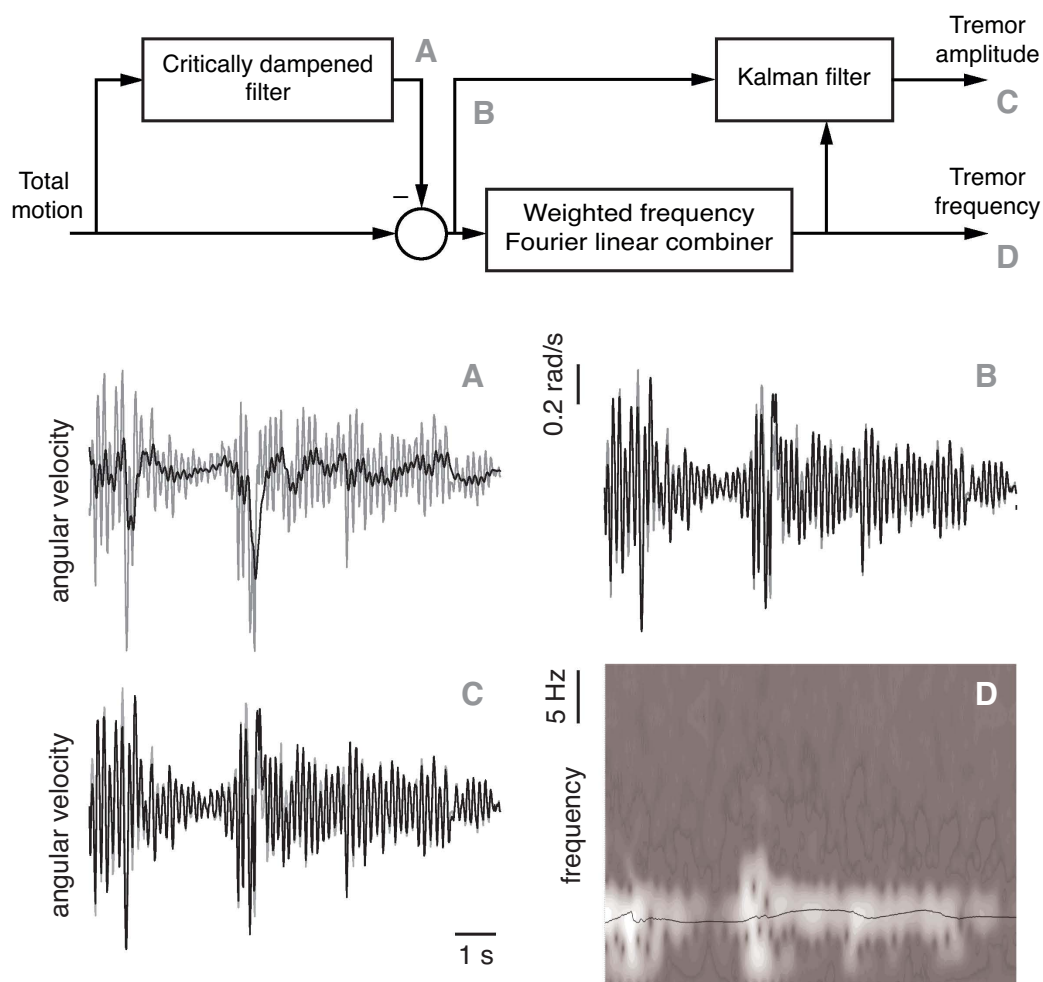 Critically dampened
filter
A
B
Kalman filter
Tremor
amplitude
C
Total
motion
–
Weighted frequency
Fourier linear combiner
Tremor
frequency
D
angular velocity
A
0.2 rad/s
B
angular velocity
C
1 s
5 Hz
frequency
D